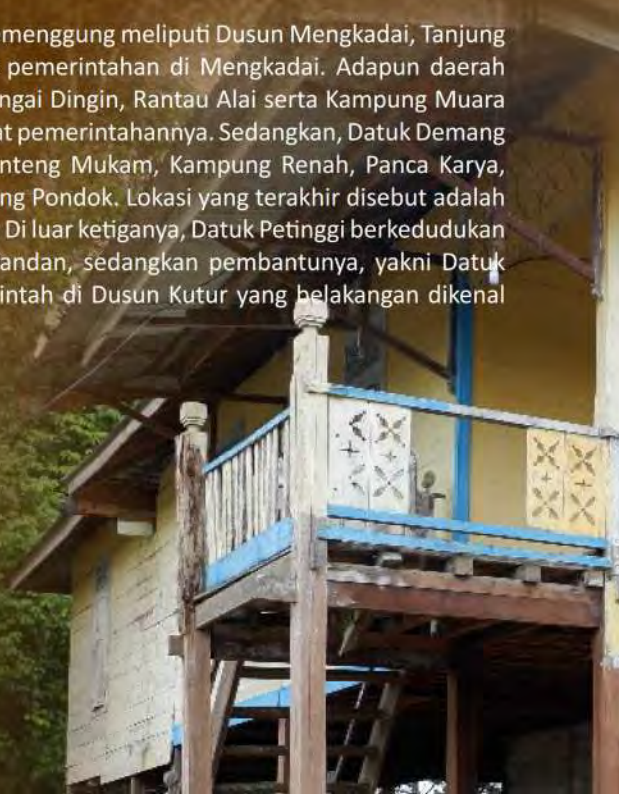 emenggung meliputi Dusun Mengkadai, Tanjung
pemerintahan di Mengkadai. Adapun daerah
ngai Dingin, Rantau Alai serta Kampung Muara
at pemerintahannya. Sedangkan, Datuk Demang
nteng Mukam, Kampung Renah, Panca Karya,
ng Pondok. Lokasi yang terakhir disebut adalah
Di luar ketiganya, Datuk Petinggi berkedudukan
andan, sedangkan pembantunya, yakni Datuk
intah di Dusun Kutur yang belakangan dikenal